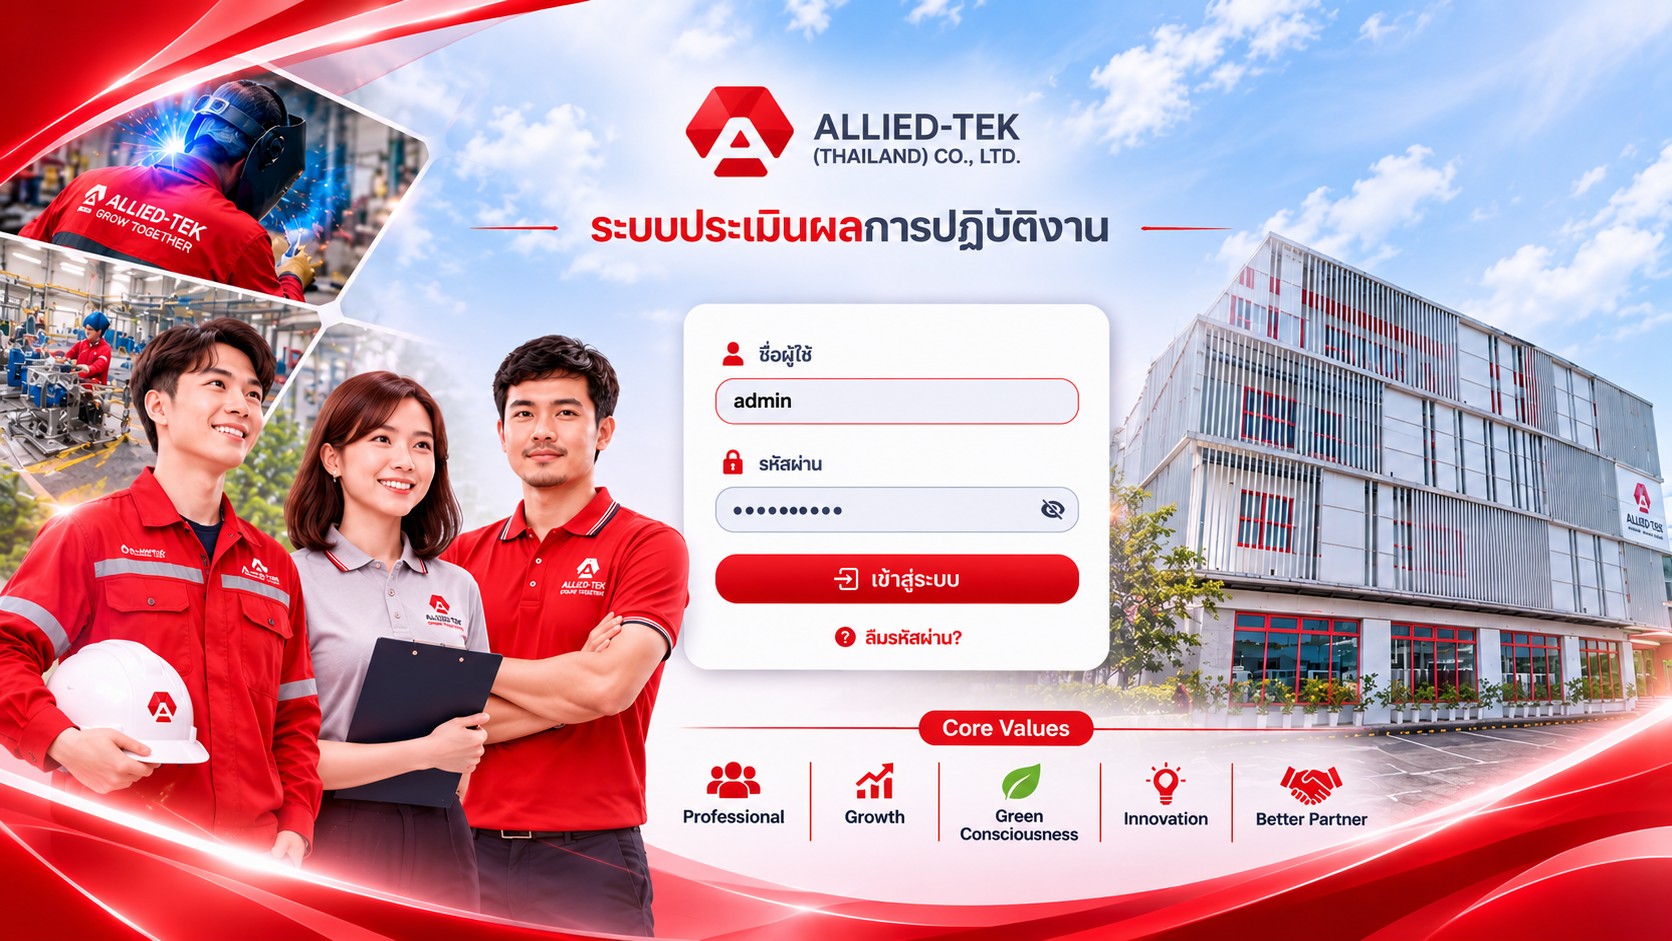 ALLIED-TEK
(THAILAND) CO., LTD.
ระบบประเมินผลการปฏิบัติงาน
ALLIED-TEK
GROW TOGETHER
ชื่อผู้ใช้
admin
รหัสผ่าน
••••••••••
เข้าสู่ระบบ
ลืมรหัสผ่าน?
ALLIED-TEK
ALLIED-TEK
Core Values
Professional
Growth
Green
Consciousness
Innovation
Better Partner